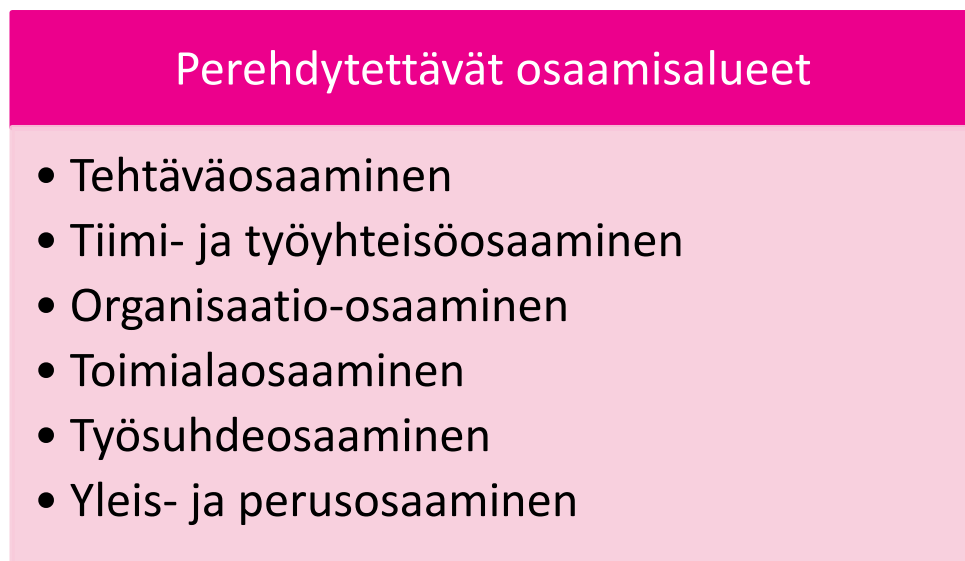 Perehdytettävät osaamisalueet
• Tehtäväosaaminen
• Tiimi- ja työyhteisöosaaminen
• Organisaatio-osaaminen
• Toimialaosaaminen
• Työsuhdeosaaminen
• Yleis- ja perusosaaminen